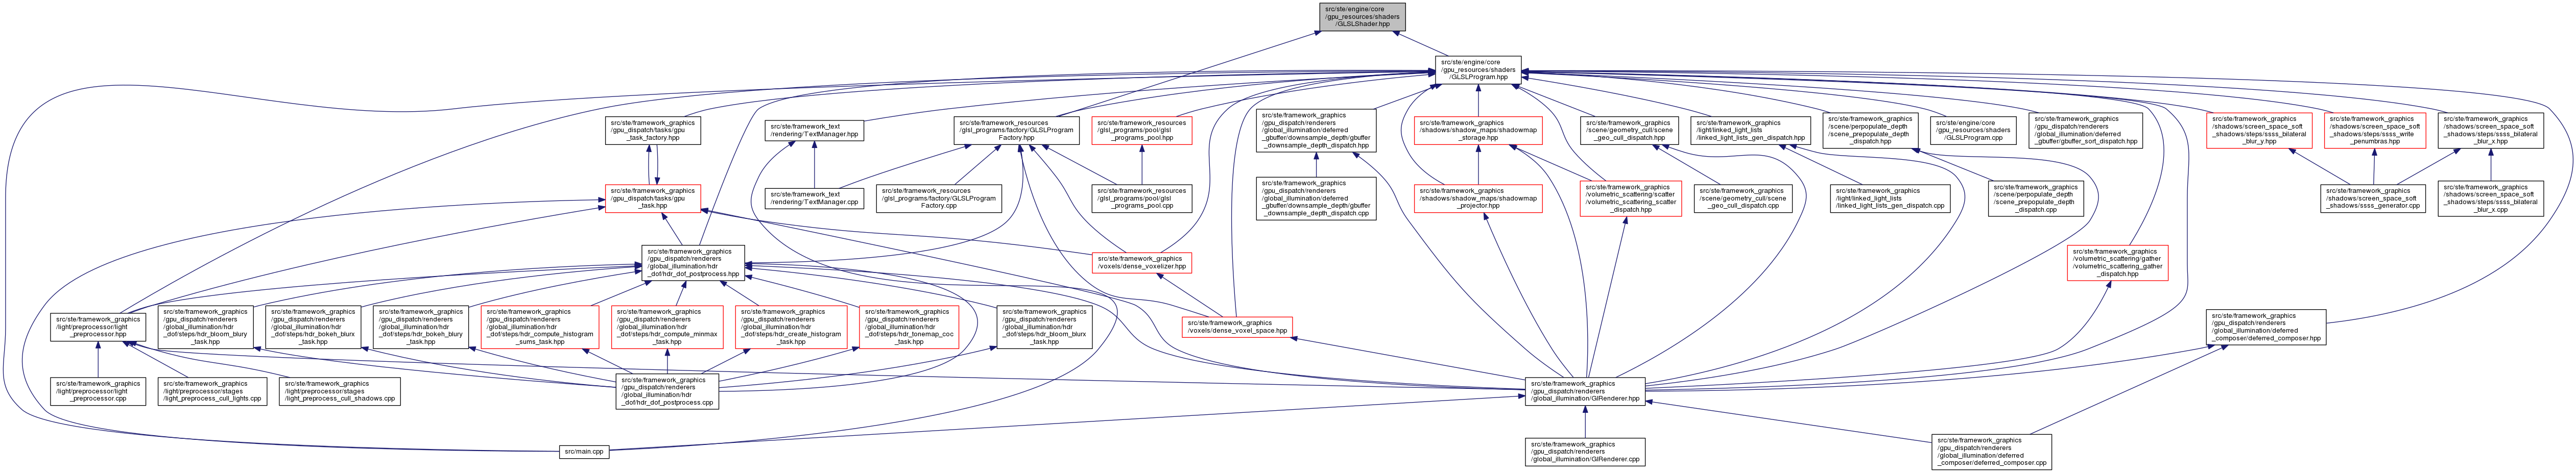 src/ste/engine/core
/gpu_resources/shaders
/GLSLShader.hpp
src/ste/engine/core
/gpu_resources/shaders
/GLSLProgram.hpp
src/ste/framework_graphics
/gpu_dispatch/tasks/gpu
_task_factory.hpp
src/ste/framework_text
/rendering/TextManager.hpp
src/ste/framework_resources
/glsl_programs/factory/GLSLProgram
Factory.hpp
src/ste/framework_resources
/glsl_programs/pool/glsl
_programs_pool.hpp
src/ste/framework_graphics
/gpu_dispatch/renderers
/global_illumination/deferred
_gbuffer/downsample_depth/gbuffer
_downsample_depth_dispatch.hpp
src/ste/framework_graphics
/shadows/shadow_maps/shadowmap
_storage.hpp
src/ste/framework_graphics
/scene/geometry_cull/scene
_geo_cull_dispatch.hpp
src/ste/framework_graphics
/light/linked_light_lists
/linked_light_lists_gen_dispatch.hpp
src/ste/framework_graphics
/scene/perpopulate_depth
/scene_prepopulate_depth
_dispatch.hpp
src/ste/engine/core
/gpu_resources/shaders
/GLSLProgram.cpp
src/ste/framework_graphics
/gpu_dispatch/renderers
/global_illumination/deferred
_gbuffer/gbuffer_sort_dispatch.hpp
src/ste/framework_graphics
/shadows/screen_space_soft
_shadows/steps/ssss_bilateral
_blur_y.hpp
src/ste/framework_graphics
/shadows/screen_space_soft
_shadows/steps/ssss_write
_penumbras.hpp
src/ste/framework_graphics
/shadows/screen_space_soft
_shadows/steps/ssss_bilateral
_blur_x.hpp
src/ste/framework_graphics
/gpu_dispatch/tasks/gpu
_task.hpp
src/ste/framework_text
/rendering/TextManager.cpp
src/ste/framework_resources
/glsl_programs/factory/GLSLProgram
Factory.cpp
src/ste/framework_resources
/glsl_programs/pool/glsl
_programs_pool.cpp
src/ste/framework_graphics
/gpu_dispatch/renderers
/global_illumination/deferred
_gbuffer/downsample_depth/gbuffer
_downsample_depth_dispatch.cpp
src/ste/framework_graphics
/shadows/shadow_maps/shadowmap
_projector.hpp
src/ste/framework_graphics
/volumetric_scattering/scatter
/volumetric_scattering_scatter
_dispatch.hpp
src/ste/framework_graphics
/scene/geometry_cull/scene
_geo_cull_dispatch.cpp
src/ste/framework_graphics
/light/linked_light_lists
/linked_light_lists_gen_dispatch.cpp
src/ste/framework_graphics
/scene/perpopulate_depth
/scene_prepopulate_depth
_dispatch.cpp
src/ste/framework_graphics
/shadows/screen_space_soft
_shadows/ssss_generator.cpp
src/ste/framework_graphics
/shadows/screen_space_soft
_shadows/steps/ssss_bilateral
_blur_x.cpp
src/ste/framework_graphics
/gpu_dispatch/renderers
/global_illumination/hdr
_dof/hdr_dof_postprocess.hpp
src/ste/framework_graphics
/voxels/dense_voxelizer.hpp
src/ste/framework_graphics
/volumetric_scattering/gather
/volumetric_scattering_gather
_dispatch.hpp
src/ste/framework_graphics
/light/preprocessor/light
_preprocessor.hpp
src/ste/framework_graphics
/gpu_dispatch/renderers
/global_illumination/hdr
_dof/steps/hdr_bloom_blury
_task.hpp
src/ste/framework_graphics
/gpu_dispatch/renderers
/global_illumination/hdr
_dof/steps/hdr_bokeh_blurx
_task.hpp
src/ste/framework_graphics
/gpu_dispatch/renderers
/global_illumination/hdr
_dof/steps/hdr_bokeh_blury
_task.hpp
src/ste/framework_graphics
/gpu_dispatch/renderers
/global_illumination/hdr
_dof/steps/hdr_compute_histogram
_sums_task.hpp
src/ste/framework_graphics
/gpu_dispatch/renderers
/global_illumination/hdr
_dof/steps/hdr_compute_minmax
_task.hpp
src/ste/framework_graphics
/gpu_dispatch/renderers
/global_illumination/hdr
_dof/steps/hdr_create_histogram
_task.hpp
src/ste/framework_graphics
/gpu_dispatch/renderers
/global_illumination/hdr
_dof/steps/hdr_tonemap_coc
_task.hpp
src/ste/framework_graphics
/gpu_dispatch/renderers
/global_illumination/hdr
_dof/steps/hdr_bloom_blurx
_task.hpp
src/ste/framework_graphics
/voxels/dense_voxel_space.hpp
src/ste/framework_graphics
/gpu_dispatch/renderers
/global_illumination/deferred
_composer/deferred_composer.hpp
src/ste/framework_graphics
/light/preprocessor/light
_preprocessor.cpp
src/ste/framework_graphics
/light/preprocessor/stages
/light_preprocess_cull_lights.cpp
src/ste/framework_graphics
/light/preprocessor/stages
/light_preprocess_cull_shadows.cpp
src/ste/framework_graphics
/gpu_dispatch/renderers
/global_illumination/hdr
_dof/hdr_dof_postprocess.cpp
src/ste/framework_graphics
/gpu_dispatch/renderers
/global_illumination/GIRenderer.hpp
src/main.cpp
src/ste/framework_graphics
/gpu_dispatch/renderers
/global_illumination/GIRenderer.cpp
src/ste/framework_graphics
/gpu_dispatch/renderers
/global_illumination/deferred
_composer/deferred_composer.cpp